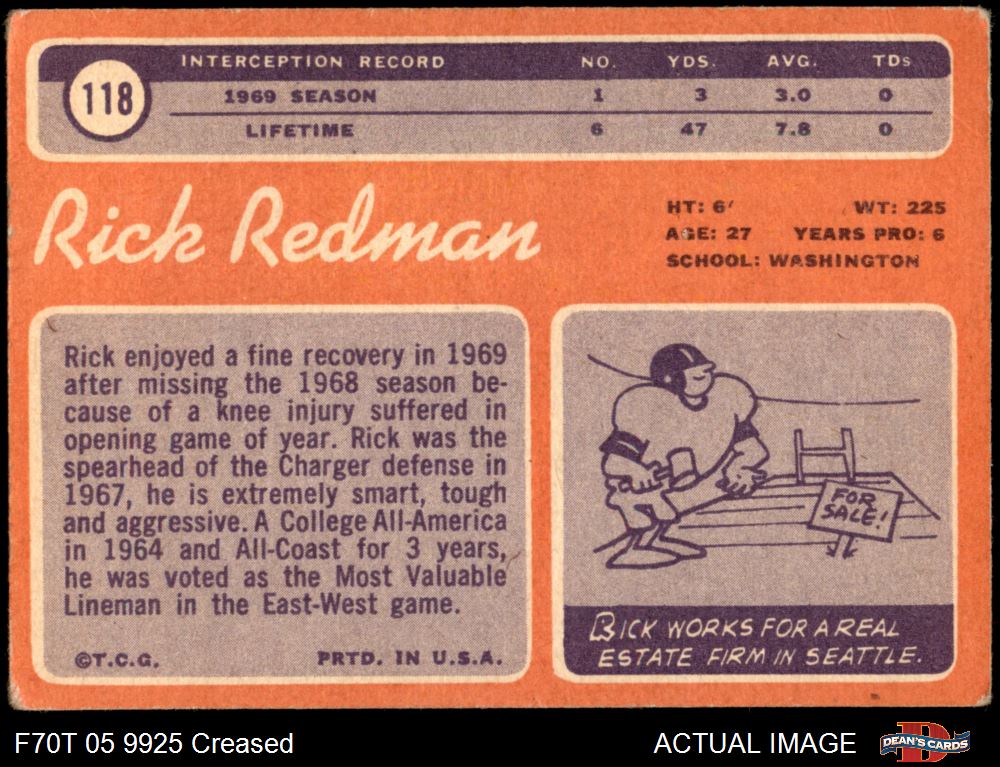 INTERCEPTION RECORD NO. YDS. AVG. TDs
118
1969 SEASON 1 3 3.0 0
LIFETIME 6 47 7.8 0
Rick Redman
HT: 6' WT: 225
AGE: 27 YEARS PRO: 6
SCHOOL: WASHINGTON
Rick enjoyed a fine recovery in 1969
after missing the 1968 season be-
cause of a knee injury suffered in
opening game of year. Rick was the
spearhead of the Charger defense in
1967, he is extremely smart, tough
and aggressive. A College All-America
in 1964 and All-Coast for 3 years,
he was voted as the Most Valuable
Lineman in the East-West game.
©T.C.G. PRTD. IN U.S.A.
FOR
SALE!
RICK WORKS FOR A REAL
ESTATE FIRM IN SEATTLE.
F70T 05 9925 Creased
ACTUAL IMAGE
DEAN'S CARDS